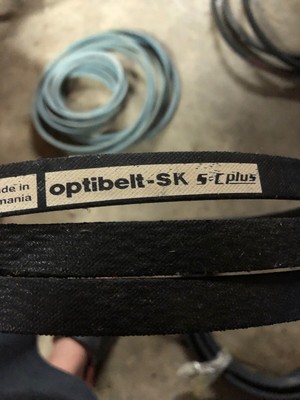 ade in
mania
optibelt-SK S=C plus